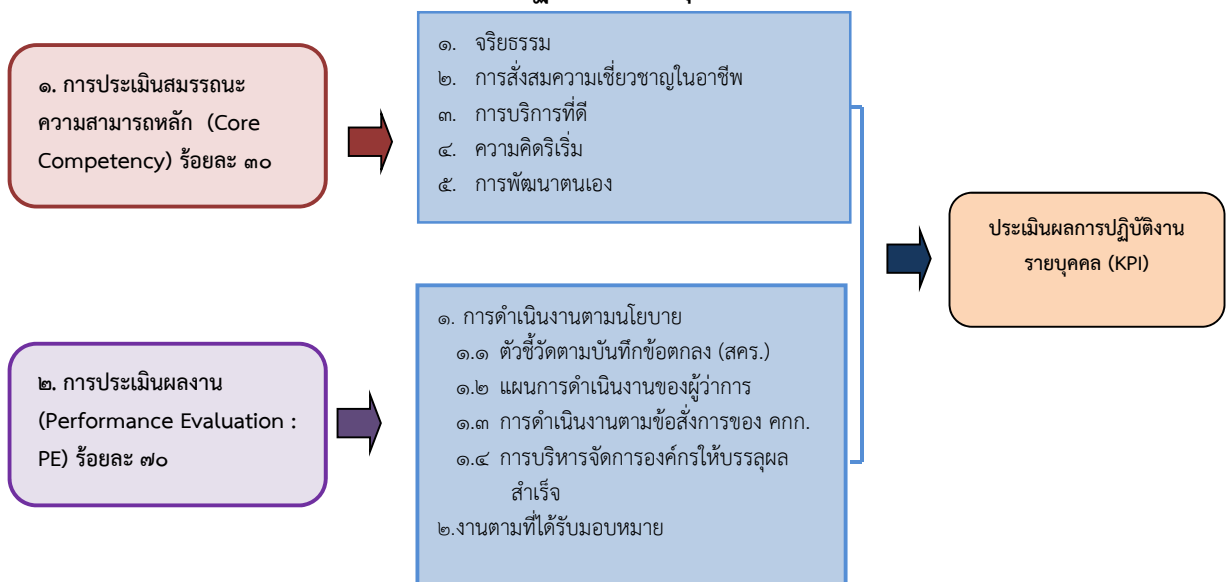 ๑. การประเมินสมรรถนะ
ความสามารถหลัก (Core
Competency) ร้อยละ ๓๐
๑. จริยธรรม
๒. การสั่งสมความเชี่ยวชาญในอาชีพ
๓. การบริการที่ดี
๔. ความคิดริเริ่ม
๕. การพัฒนาตนเอง
๒. การประเมินผลงาน
(Performance Evaluation :
PE) ร้อยละ ๗๐
๑. การดำเนินงานตามนโยบาย
๑.๑ ตัวชี้วัดตามบันทึกข้อตกลง (สคร.)
๑.๒ แผนการดำเนินงานของผู้ว่าการ
๑.๓ การดำเนินงานตามข้อสั่งการของ คกก.
๑.๔ การบริหารจัดการองค์กรให้บรรลุผล
สำเร็จ
๒.งานตามที่ได้รับมอบหมาย
ประเมินผลการปฏิบัติงาน
รายบุคคล (KPI)